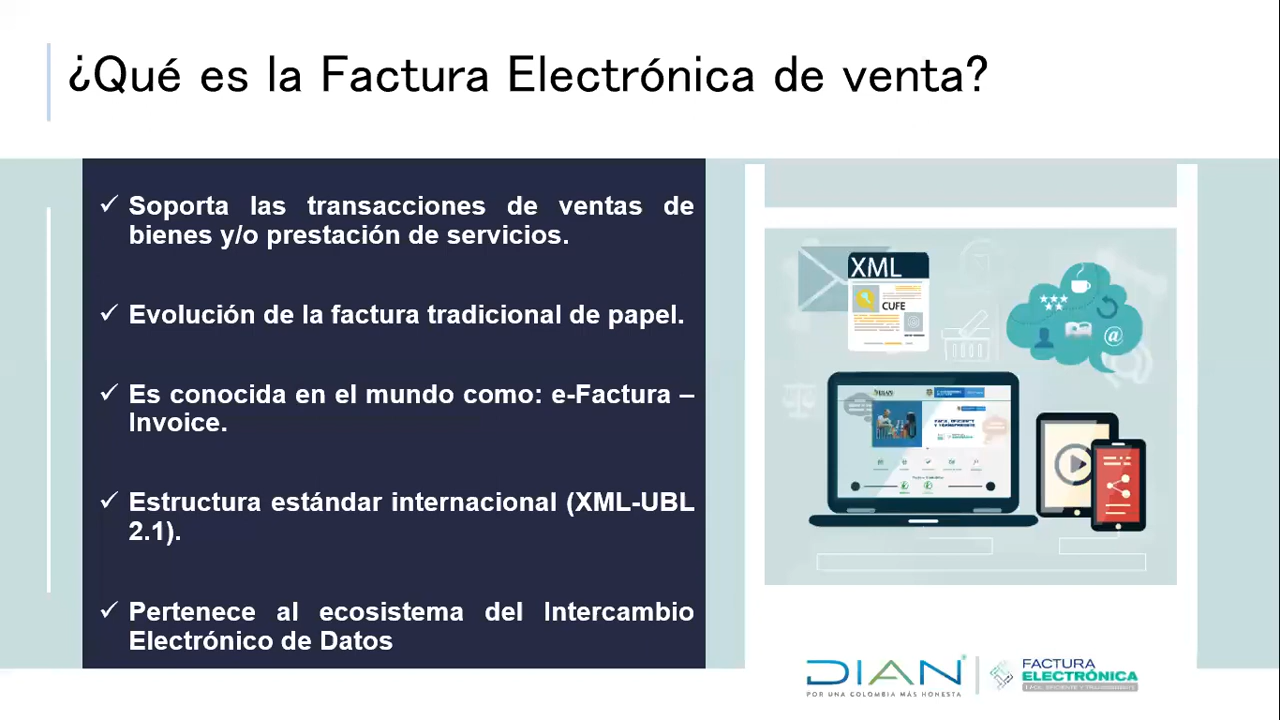 ¿Qué es la Factura Electrónica de venta?
✓ Soporta las transacciones de ventas de
bienes y/o prestación de servicios.
✓ Evolución de la factura tradicional de papel.
✓ Es conocida en el mundo como: e-Factura –
Invoice.
✓ Estructura estándar internacional (XML-UBL
2.1).
✓ Pertenece al ecosistema del Intercambio
Electrónico de Datos
XML
CUFE
@
DIAN
POR UNA COLOMBIA MÁS HONESTA
FACTURA
ELECTRÓNICA